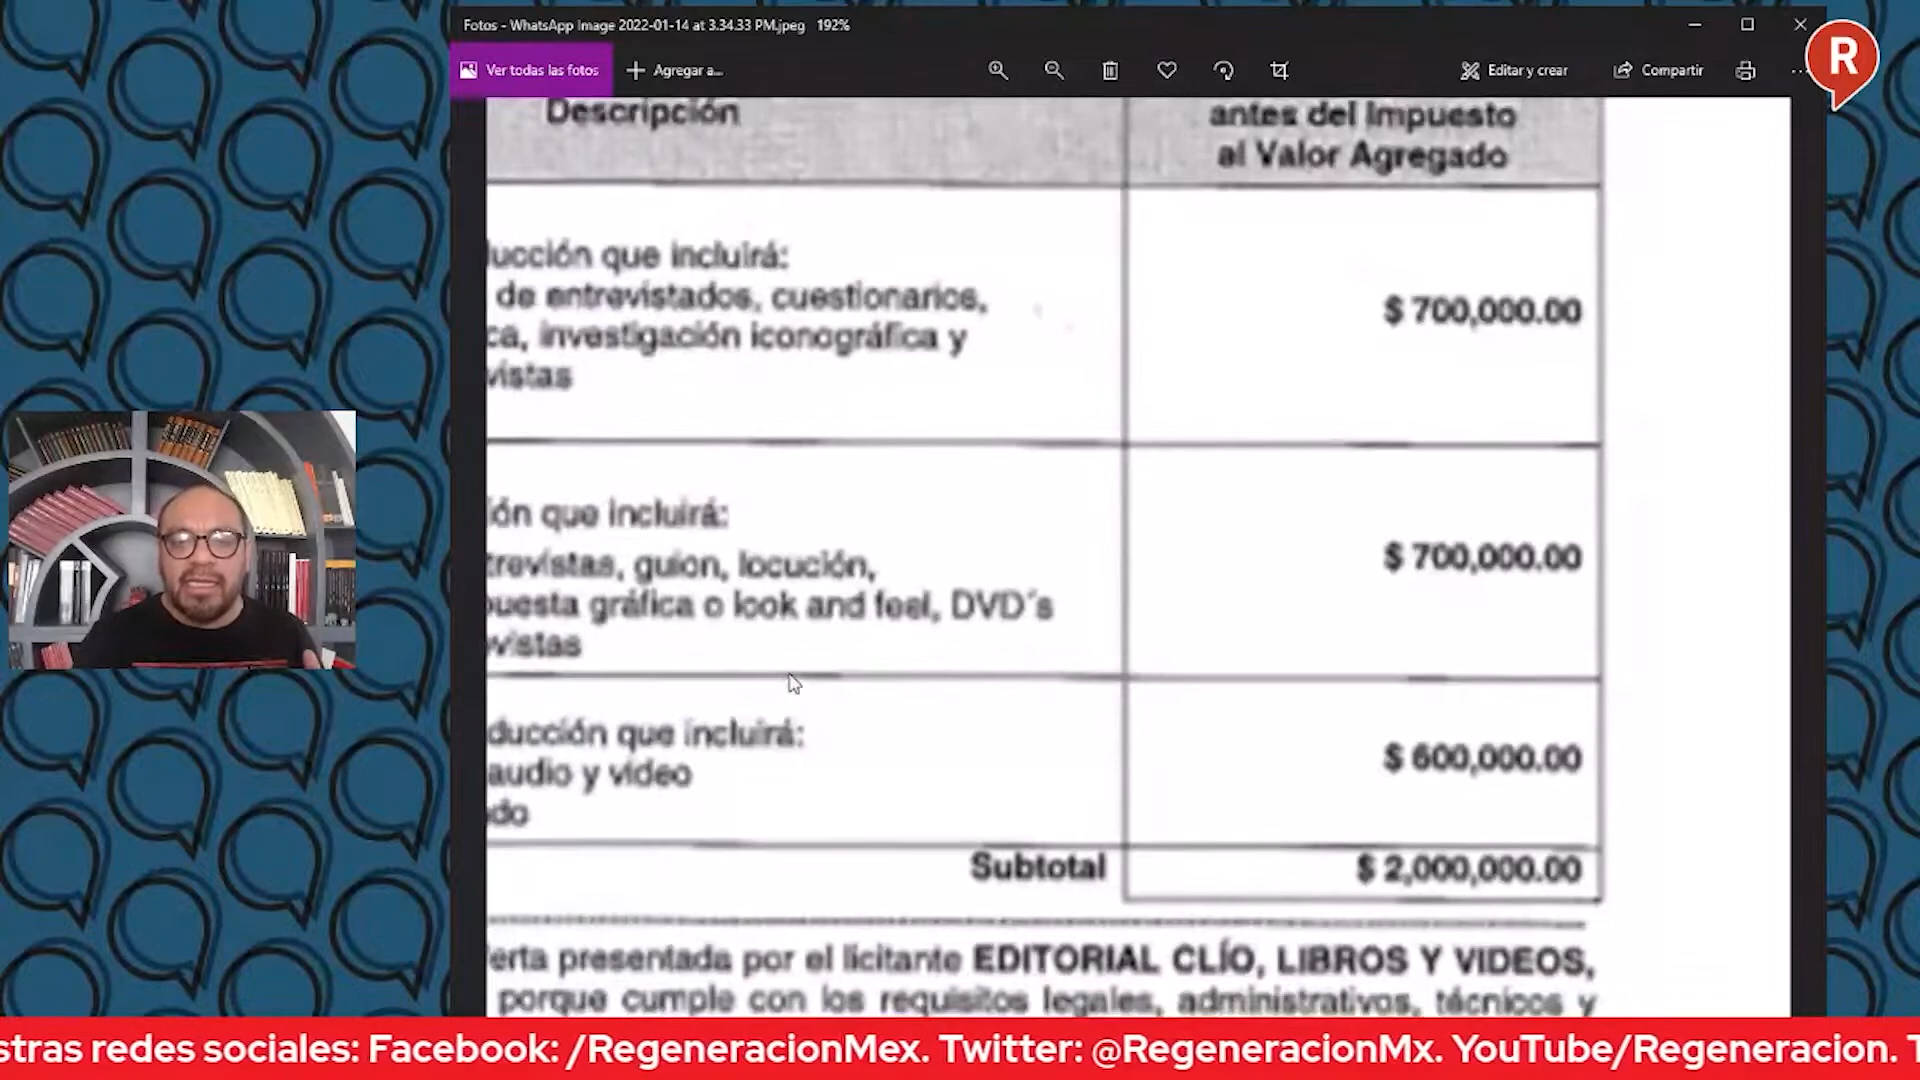 Fotos - WhatsApp Image 2022-01-14 at 3.34.33 PM.jpeg 192%
Ver todas las fotos
Agregar a...
Editar y crear
Compartir
R
Descripción
antes del Impuesto
al Valor Agregado
ucción que incluirá:
de entrevistados, cuestionarios,
ca, investigación iconográfica y
vistas
$ 700,000.00
ión que incluirá:
trevistas, guion, locución,
puesta gráfica o look and feel, DVD´s
vistas
$ 700,000.00
ducción que incluirá:
audio y video
do
$ 600,000.00
Subtotal
$ 2,000,000.00
erta presentada por el licitante EDITORIAL CLÍO, LIBROS Y VIDEOS,
porque cumple con los requisitos legales, administrativos, técnicos y
stras redes sociales: Facebook: /RegeneracionMex. Twitter: @RegeneracionMx. YouTube/Regeneracion. T